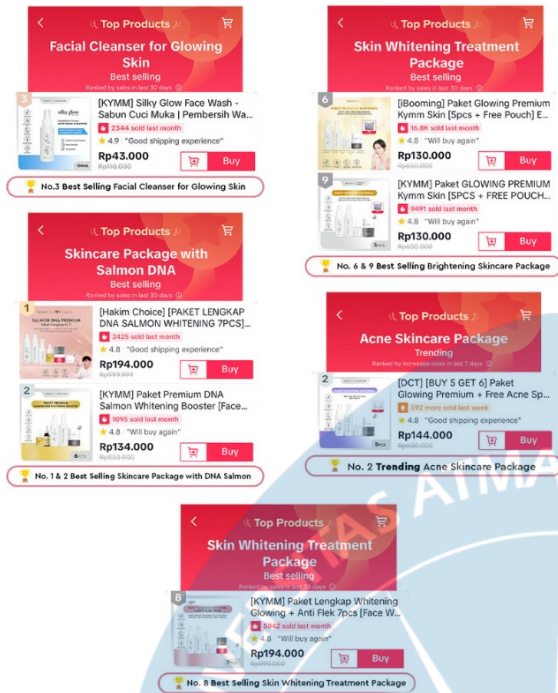 Top Products
Facial Cleanser for Glowing
Skin
Best selling
Ranked by sales in last 30 days
3
[KYMM] Silky Glow Face Wash -
Sabun Cuci Muka | Pembersih Wa...
2344 sold last month
4.9 "Good shipping experience"
Rp43.000
Rp110.000
Buy
100ml
No.3 Best Selling Facial Cleanser for Glowing Skin
Top Products
Skincare Package with
Salmon DNA
Best selling
Ranked by sales in last 30 days
1
[Hakim Choice] [PAKET LENGKAP
DNA SALMON WHITENING 7PCS]...
2425 sold last month
4.8 "Good shipping experience"
Rp194.000
Rp999.999
Buy
2
[KYMM] Paket Premium DNA
Salmon Whitening Booster [Face...
1095 sold last month
4.8 "Will buy again"
Rp134.000
Rp650.000
Buy
6PCS
No. 1 & 2 Best Selling Skincare Package with DNA Salmon
Top Products
Skin Whitening Treatment
Package
Best selling
Ranked by sales in last 30 days
6
[iBooming] Paket Glowing Premium
Kymm Skin [5pcs + Free Pouch] E...
16.8K sold last month
4.8 "Will buy again"
Rp130.000
Rp650.000
Buy
9
[KYMM] Paket GLOWING PREMIUM
Kymm Skin [5PCS + FREE POUCH...
9491 sold last month
4.8 "Will buy again"
Rp130.000
Rp650.000
Buy
5PCS
No. 6 & 9 Best Selling Brightening Skincare Package
Top Products
Acne Skincare Package
Trending
Ranked by increased sales in last 7 days
2
[DCT] [BUY 5 GET 6] Paket
Glowing Premium + Free Acne Sp...
592 more sold last week
4.8 "Good shipping experience"
Rp144.000
Rp650.000
Buy
5PCS
No. 2 Trending Acne Skincare Package
Top Products
Skin Whitening Treatment
Package
Best selling
Ranked by sales in last 30 days
8
[KYMM] Paket Lengkap Whitening
Glowing + Anti Flek 7pcs [Face W...
5042 sold last month
4.8 "Will buy again"
Rp194.000
Rp999.000
Buy
7PCS
No. 8 Best Selling Skin Whitening Treatment Package